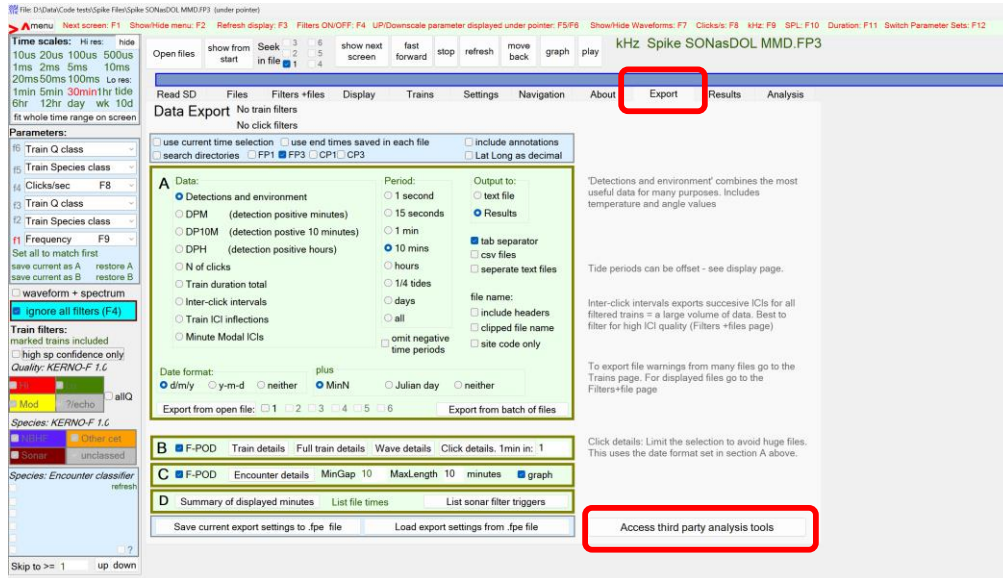 File: D:\Data\Code tests\Spike Files\Spike SONasDOL MMD.FP3 (under pointer)
menu Next screen: F1 Show/Hide menu: F2 Refresh display: F3 Filters ON/OFF: F4 UP/Downscale parameter displayed under pointer: F5/F6 Show/Hide Waveforms: F7 Clicks/s: F8 kHz: F9 SPL: F10 Duration: F11 Switch Parameter Sets: F12
Time scales: Hi res: hide
10us 20us 100us 500us
1ms 2ms 5ms 10ms
20ms 50ms 100ms Lo res:
1min 5min 30min 1hr tide
6hr 12hr day wk 10d
fit whole time range on screen
Parameters:
f6 Train Q class
f5 Train Species class
f4 Clicks/sec F8
f3 Train Q class
f2 Train Species class
f1 Frequency F9
Set all to match first
save current as A restore A
save current as B restore B
waveform + spectrum
ignore all filters (F4)
Train filters:
marked trains included
high sp confidence only
Quality: KERNO-F 1.0
Hi
Mod ?/echo allQ
Species: KERNO-F 1.0
NBHF Other cet
Sonar unclassed
Species: Encounter classifier
refresh
?
Skip to >= 1 up down
Open files show from start Seek in file 1 2 3 4 5 6 show next screen fast forward stop refresh move back graph play kHz Spike SONasDOL MMD.FP3
Read SD Files Filters +files Display Trains Settings Navigation About Export Results Analysis
Data Export No train filters
No click filters
use current time selection use end times saved in each file include annotations
search directories FP1 FP3 CP1 CP3 Lat Long as decimal
A Data: Period: Output to:
Detections and environment 1 second text file
DPM (detection positive minutes) 15 seconds Results
DP10M (detection postive 10 minutes) 1 min
DPH (detection positive hours) 10 mins tab separator
csv files
N of clicks hours seperate text files
Train duration total 1/4 tides
Inter-click intervals days file name:
include headers
Train ICI inflections all clipped file name
Minute Modal ICIs omit negative time periods site code only
Date format: plus
d/m/y y-m-d neither MinN Julian day neither
Export from open file: 1 2 3 4 5 6 Export from batch of files
B F-POD Train details Full train details Wave details Click details. 1min in: 1
C F-POD Encounter details MinGap 10 MaxLength 10 minutes graph
D Summary of displayed minutes List file times List sonar filter triggers
Save current export settings to .fpe file Load export settings from .fpe file
'Detections and environment' combines the most
useful data for many purposes. Includes
temperature and angle values
Tide periods can be offset - see display page.
Inter-click intervals exports succesive ICIs for all
filtered trains = a large volume of data. Best to
filter for high ICI quality (Filters +files page)
To export file warnings from many files go to the
Trains page. For displayed files go to the
Filters+file page
Click details: Limit the selection to avoid huge files.
This uses the date format set in section A above.
Access third party analysis tools